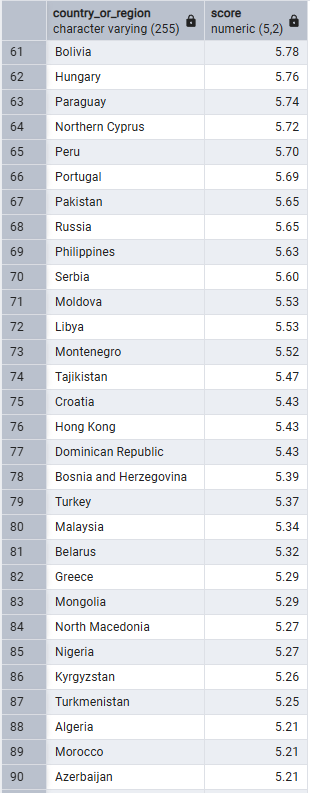 country_or_region score
character varying (255) numeric (5,2)
61 Bolivia 5.78
62 Hungary 5.76
63 Paraguay 5.74
64 Northern Cyprus 5.72
65 Peru 5.70
66 Portugal 5.69
67 Pakistan 5.65
68 Russia 5.65
69 Philippines 5.63
70 Serbia 5.60
71 Moldova 5.53
72 Libya 5.53
73 Montenegro 5.52
74 Tajikistan 5.47
75 Croatia 5.43
76 Hong Kong 5.43
77 Dominican Republic 5.43
78 Bosnia and Herzegovina 5.39
79 Turkey 5.37
80 Malaysia 5.34
81 Belarus 5.32
82 Greece 5.29
83 Mongolia 5.29
84 North Macedonia 5.27
85 Nigeria 5.27
86 Kyrgyzstan 5.26
87 Turkmenistan 5.25
88 Algeria 5.21
89 Morocco 5.21
90 Azerbaijan 5.21